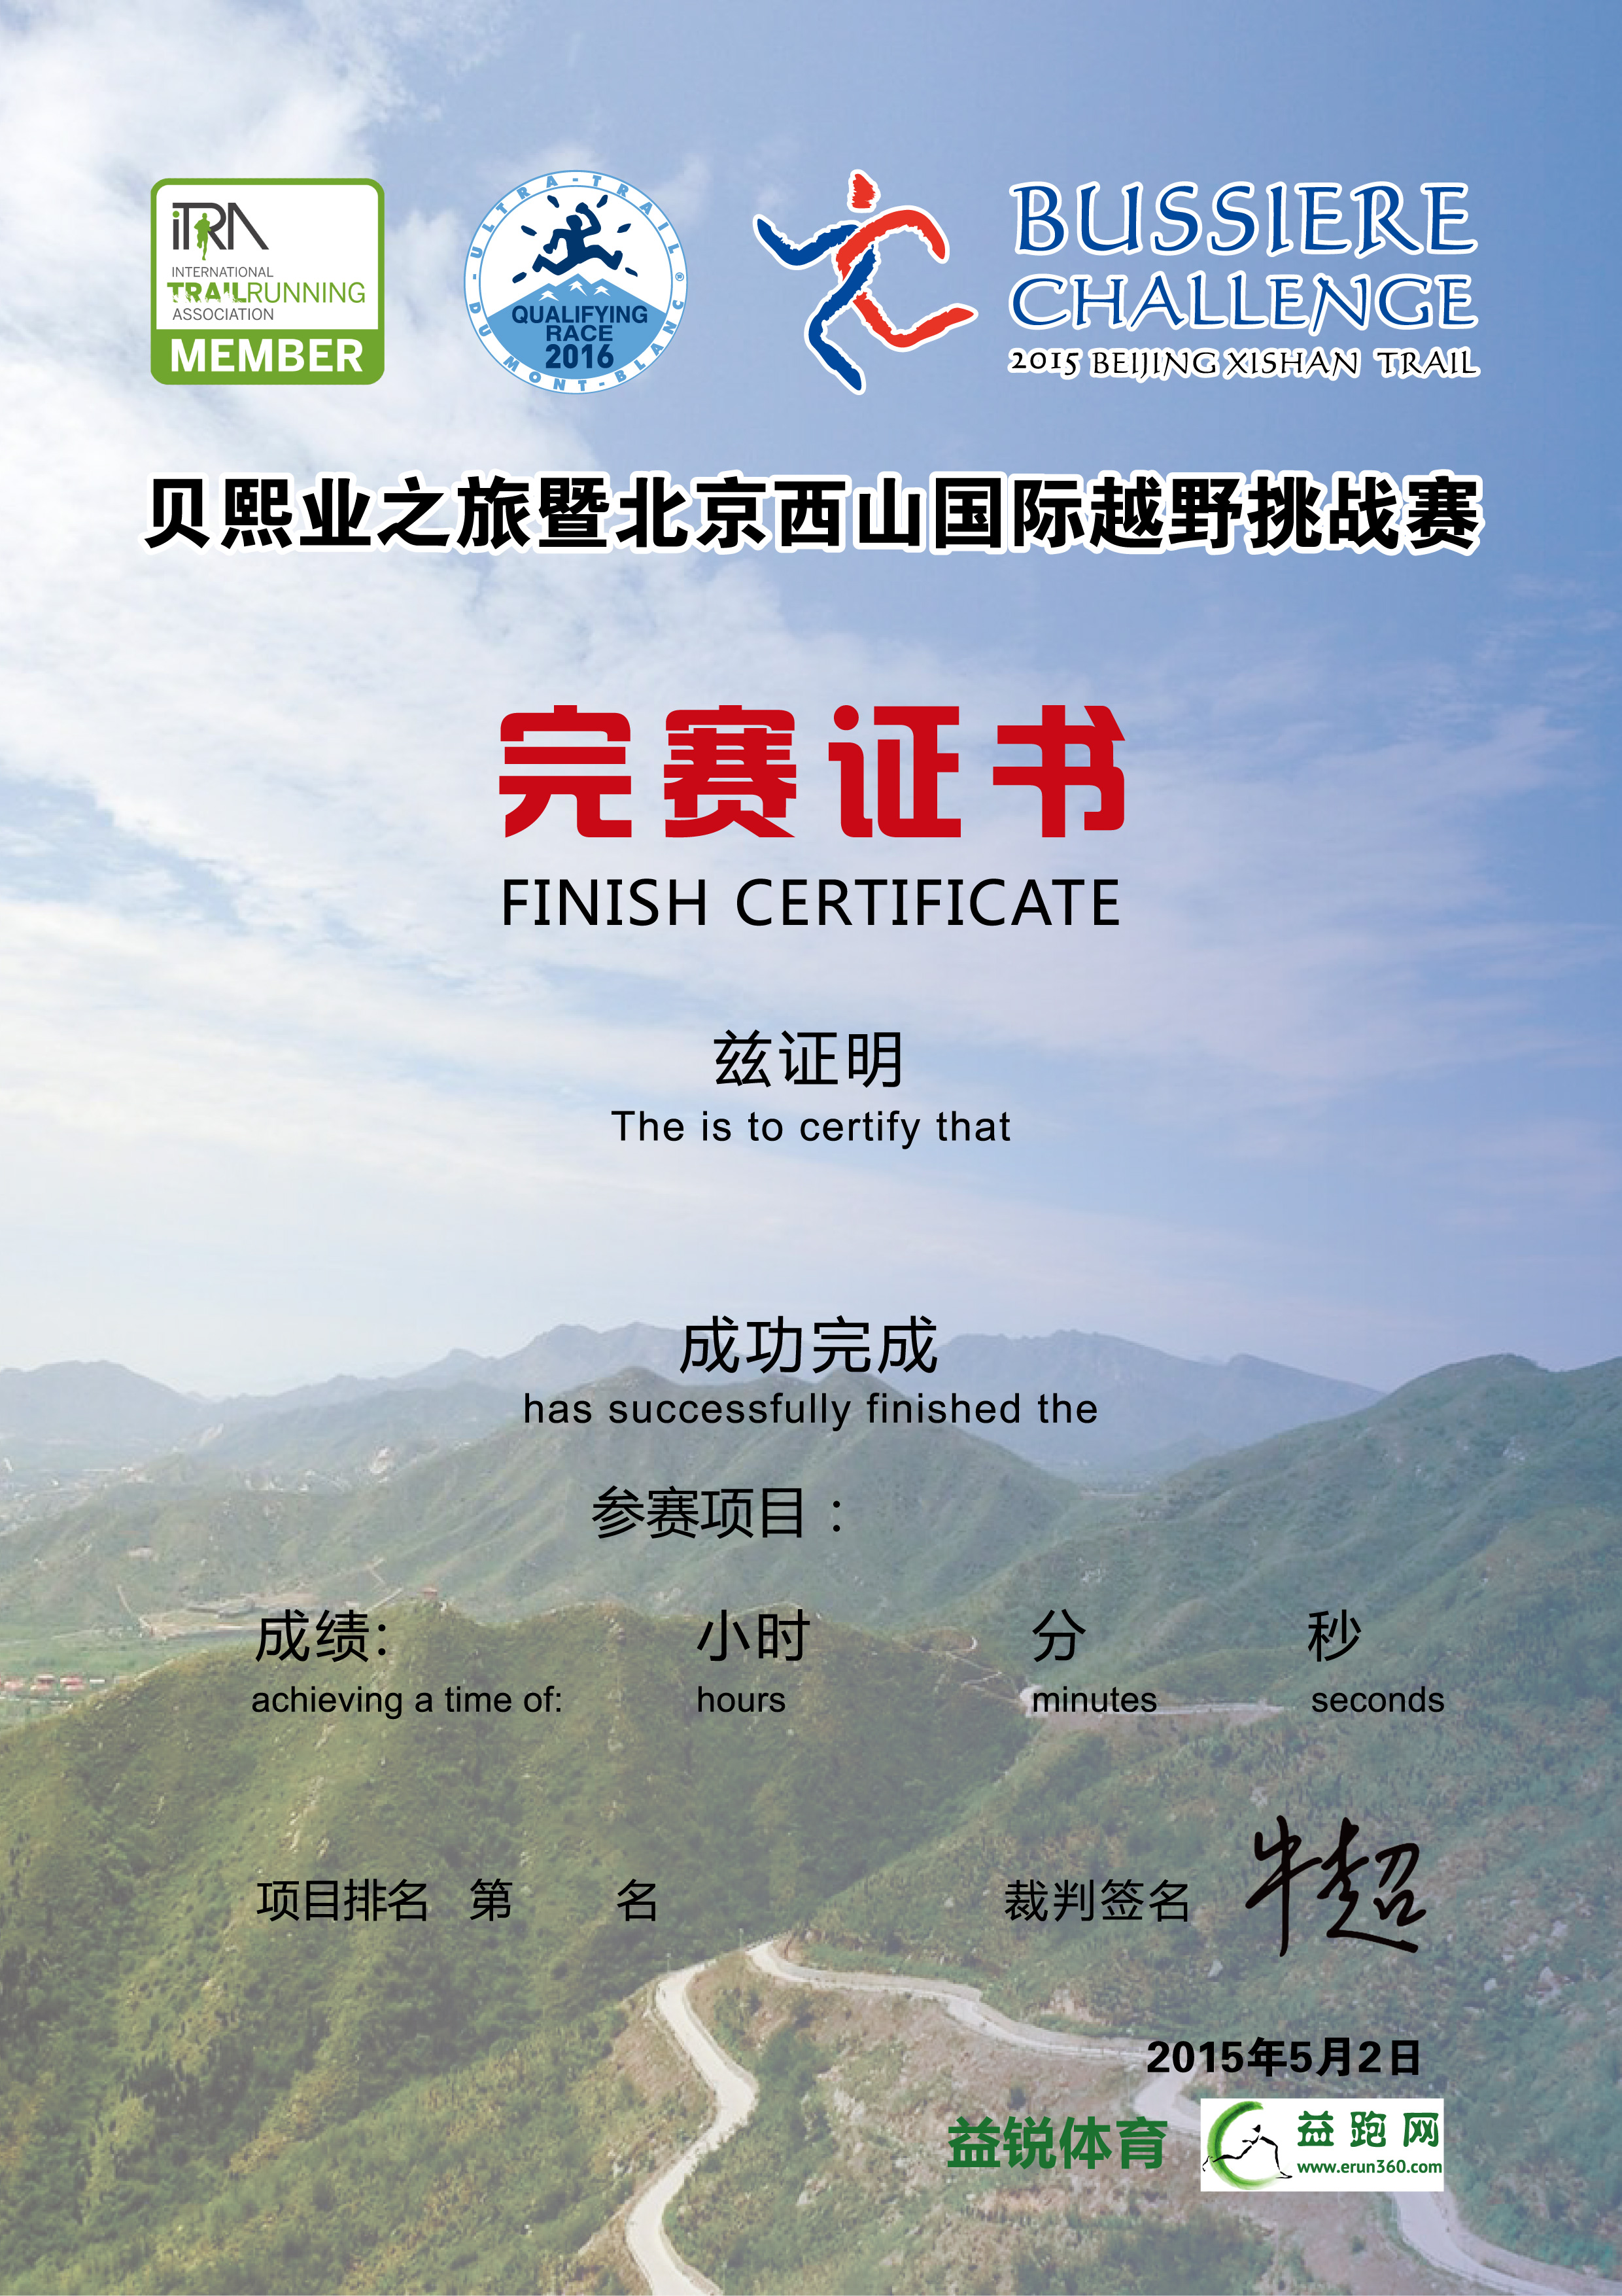 iTRA
INTERNATIONAL
TRAILRUNNING
ASSOCIATION
MEMBER
ULTRA-TRAIL®
DU MONT-BLANC
QUALIFYING
RACE
2016
BUSSIERE
CHALLENGE
2015 BEIJING XISHAN TRAIL
贝熙业之旅暨北京西山国际越野挑战赛
完赛证书
FINISH CERTIFICATE
兹证明
The is to certify that
成功完成
has successfully finished the
参赛项目：
成绩: 小时 分 秒
achieving a time of: hours minutes seconds
项目排名 第 名
裁判签名 牛超
2015年5月2日
益锐体育
益跑网
www.erun360.com